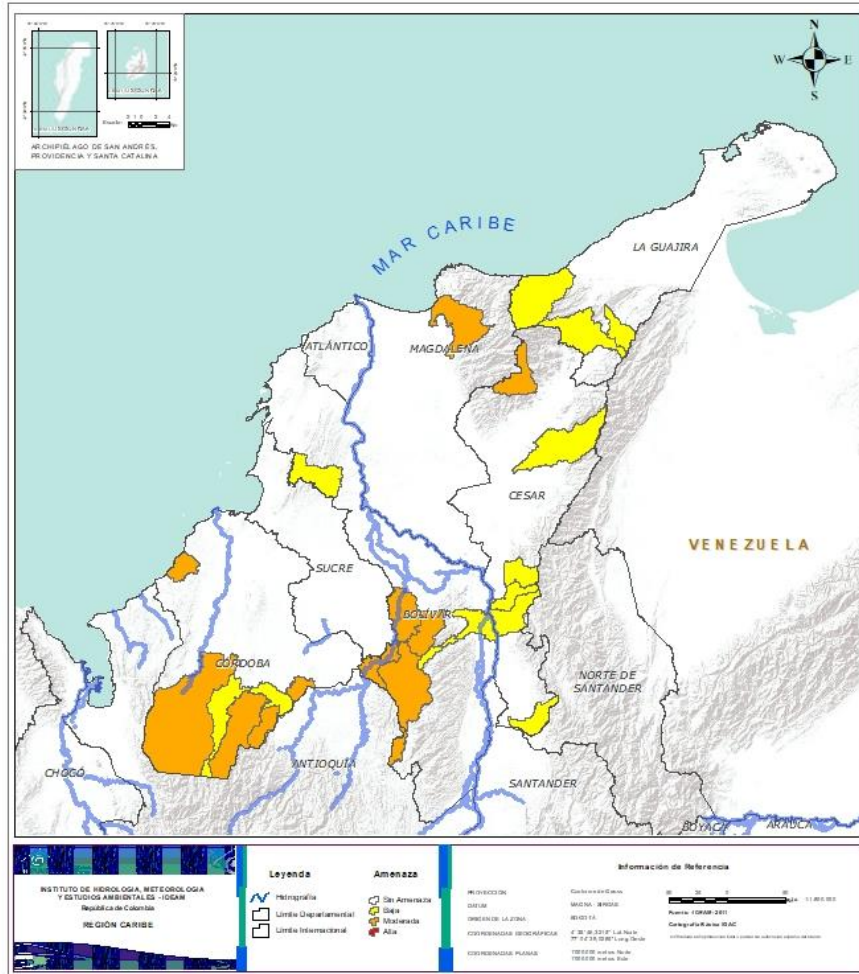 ARCHIPIÉLAGO DE SAN ANDRÉS,
PROVIDENCIA Y SANTA CATALINA
N
W E
S
MAR CARIBE
LA GUAJIRA
ATLÁNTICO
MAGDALENA
CESAR
VENEZUELA
SUCRE
BOLÍVAR
CÓRDOBA
NORTE DE
SANTANDER
ANTIOQUÍA
CHOCÓ
SANTANDER
BOYACÁ
ARAUCA
INSTITUTO DE HIDROLOGIA, METEOROLOGIA
Y ESTUDIOS AMBIENTALES - IDEAM
República de Colombia
REGIÓN CARIBE
Leyenda
Hidrografía
Límite Departamental
Límite Internacional
Amenaza
Sin Amenaza
Baja
Moderada
Alta
Información de Referencia
PROYECCIÓN
DATUM
ORIGEN DE LA ZONA
BOGOTÁ
COORDENADAS GEOGRÁFICAS
COORDENADAS PLANAS